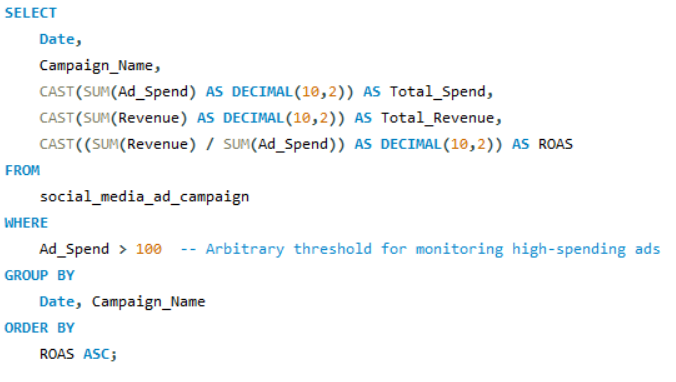 SELECT
    Date,
    Campaign_Name,
    CAST(SUM(Ad_Spend) AS DECIMAL(10,2)) AS Total_Spend,
    CAST(SUM(Revenue) AS DECIMAL(10,2)) AS Total_Revenue,
    CAST((SUM(Revenue) / SUM(Ad_Spend)) AS DECIMAL(10,2)) AS ROAS
FROM
    social_media_ad_campaign
WHERE
    Ad_Spend > 100  -- Arbitrary threshold for monitoring high-spending ads
GROUP BY
    Date, Campaign_Name
ORDER BY
    ROAS ASC;